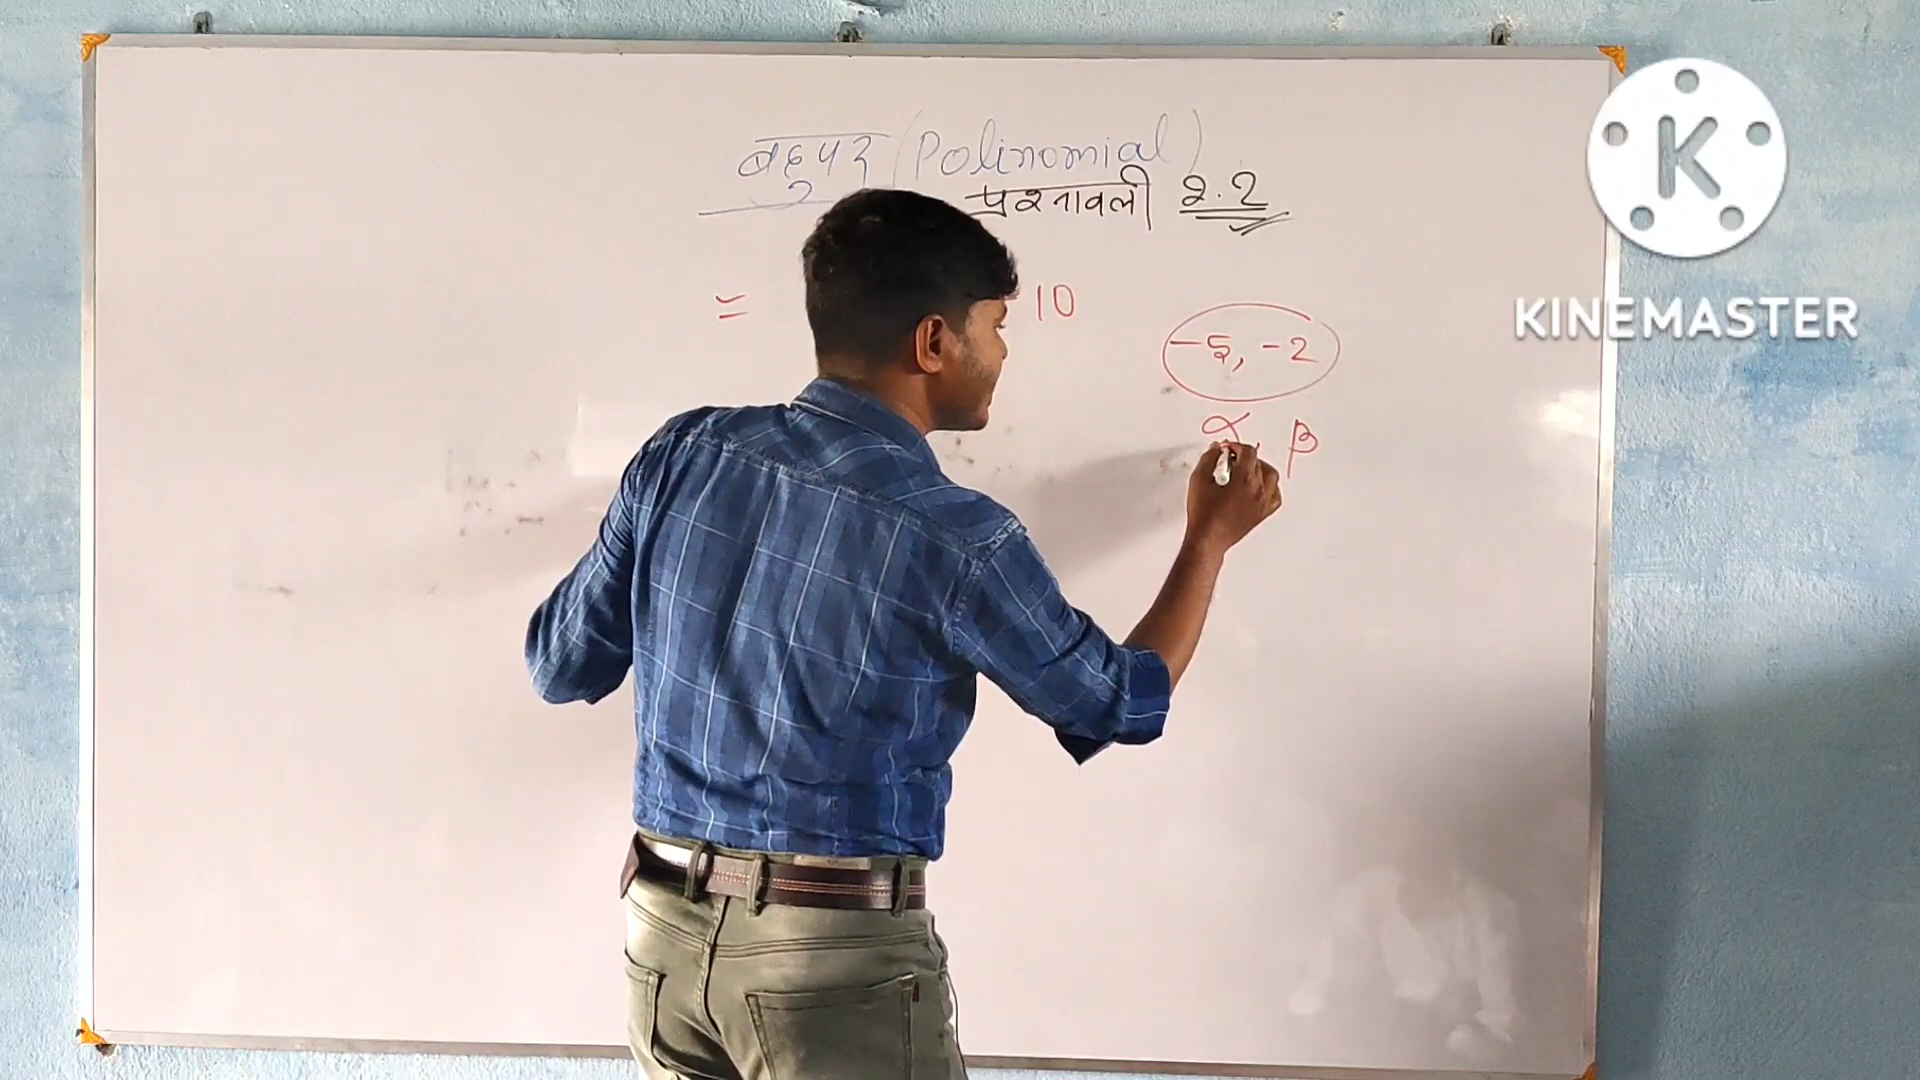 बहुपद (Polinomial)
प्रश्नावली 2.2
= 10
-5, -2
α, β
K
KINEMASTER